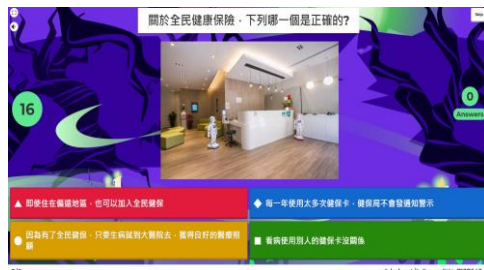 關於全民健康保險，下列哪一個是正確的?
Skip
16
0
Answers
即使住在偏遠地區，也可以加入全民健保
每一年使用太多次健保卡，健保局不會發通知警示
因為有了全民健保，只要生病就到大醫院去，獲得良好的醫療照
顧
看病使用別人的健保卡沒關係